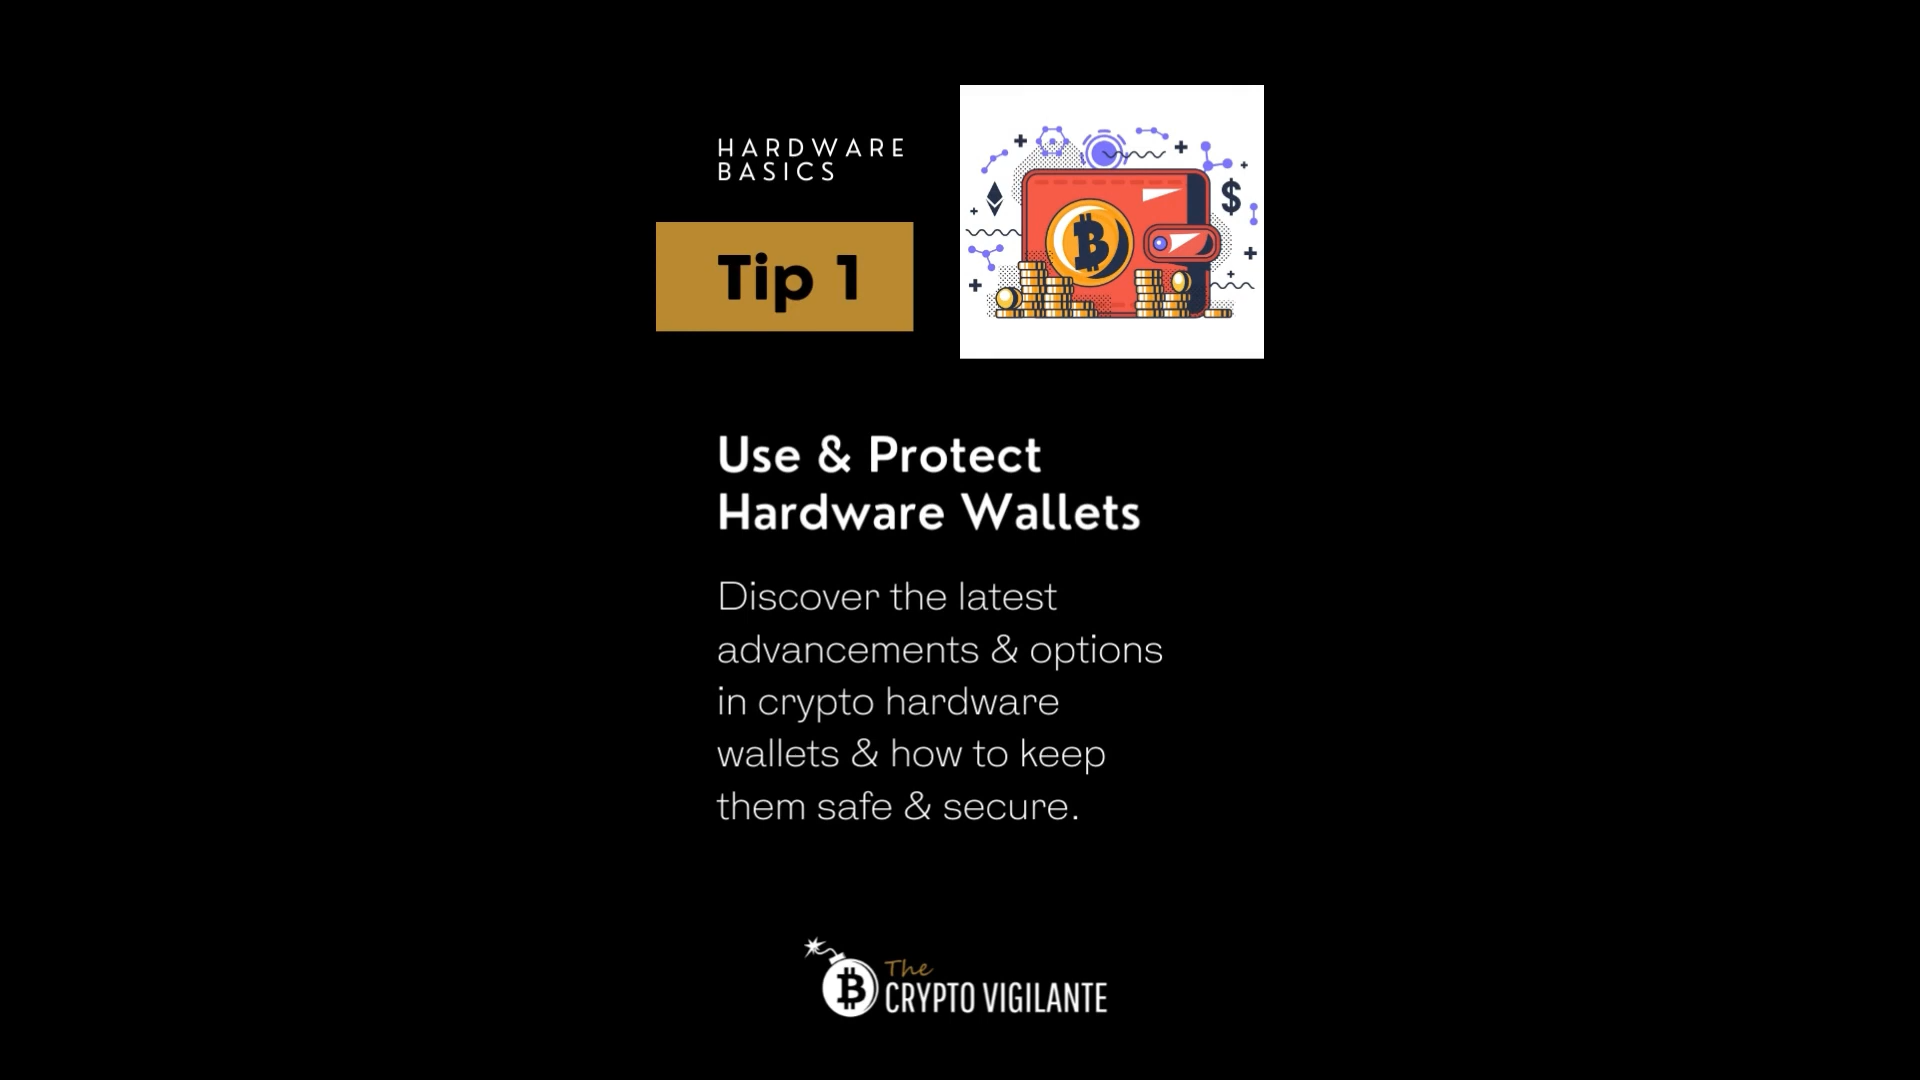 HARDWARE
BASICS
Tip 1
$
B
Use & Protect
Hardware Wallets
Discover the latest
advancements & options
in crypto hardware
wallets & how to keep
them safe & secure.
The
CRYPTO VIGILANTE